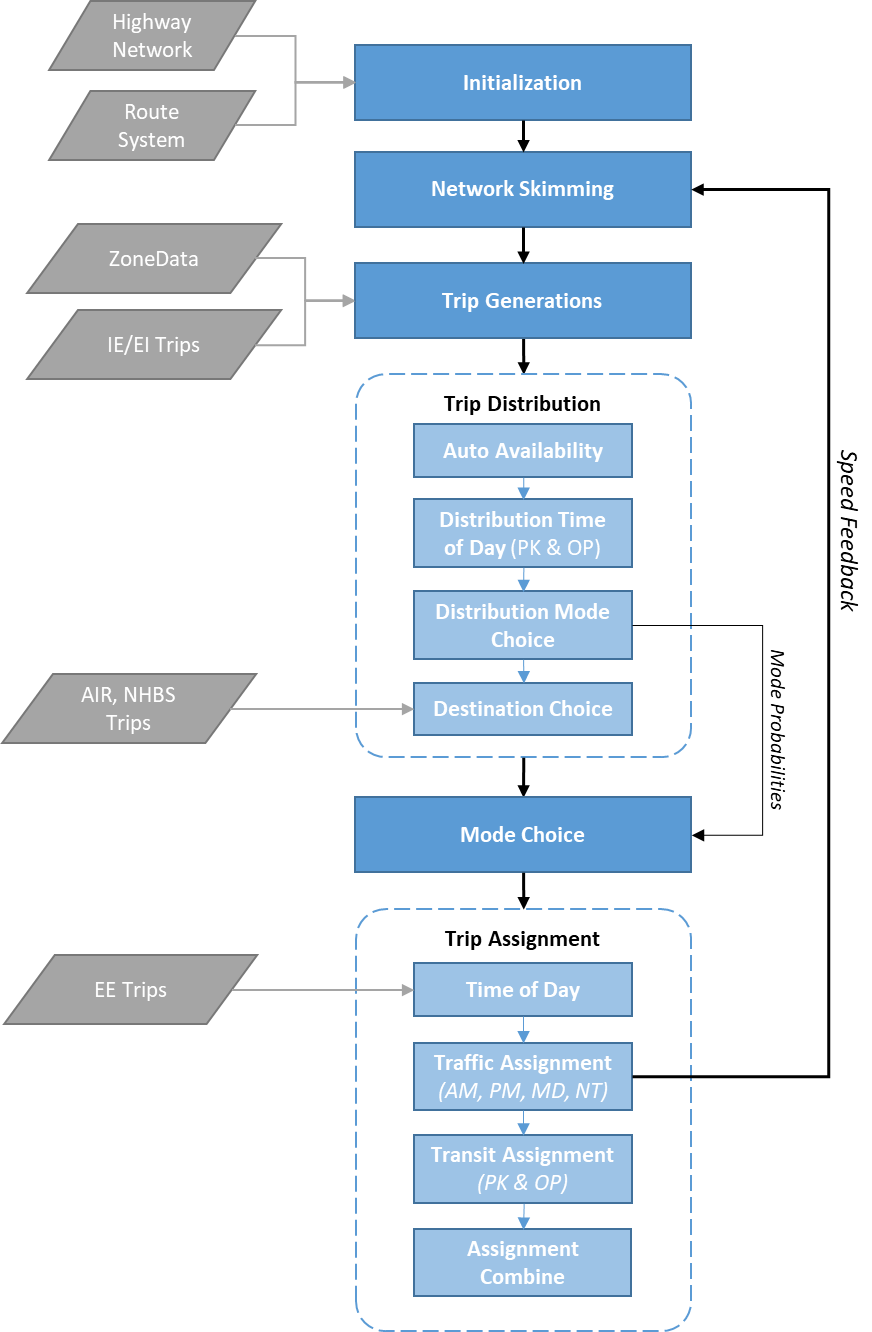 Highway
Network
Initialization
Route
System
Network Skimming
ZoneData
Trip Generations
IE/EI Trips
Trip Distribution
Auto Availability
Distribution Time
of Day (PK & OP)
Distribution Mode
Choice
AIR, NHBS
Trips
Destination Choice
Mode Probabilities
Speed Feedback
Mode Choice
Trip Assignment
EE Trips
Time of Day
Traffic Assignment
(AM, PM, MD, NT)
Transit Assignment
(PK & OP)
Assignment
Combine